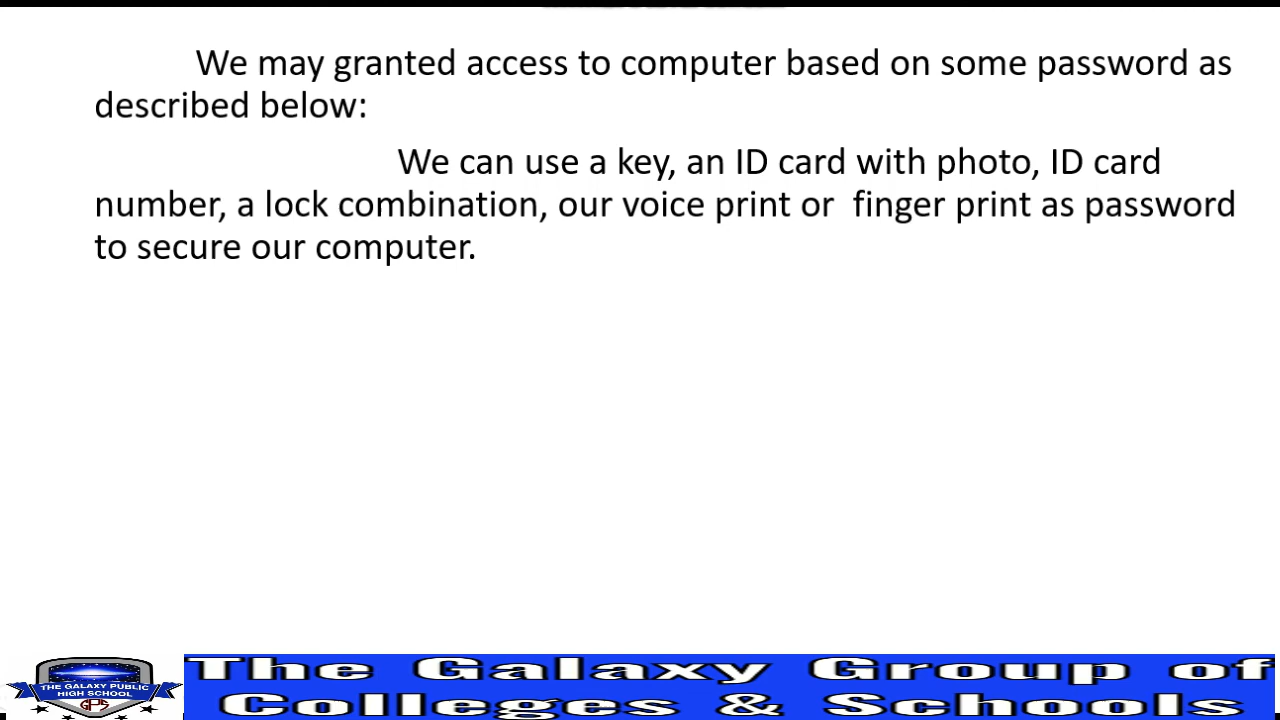 We may granted access to computer based on some password as
described below:
We can use a key, an ID card with photo, ID card
number, a lock combination, our voice print or finger print as password
to secure our computer.
THE GALAXY PUBLIC
HIGH SCHOOL
GPS
The Galaxy Group of
Colleges & Schools